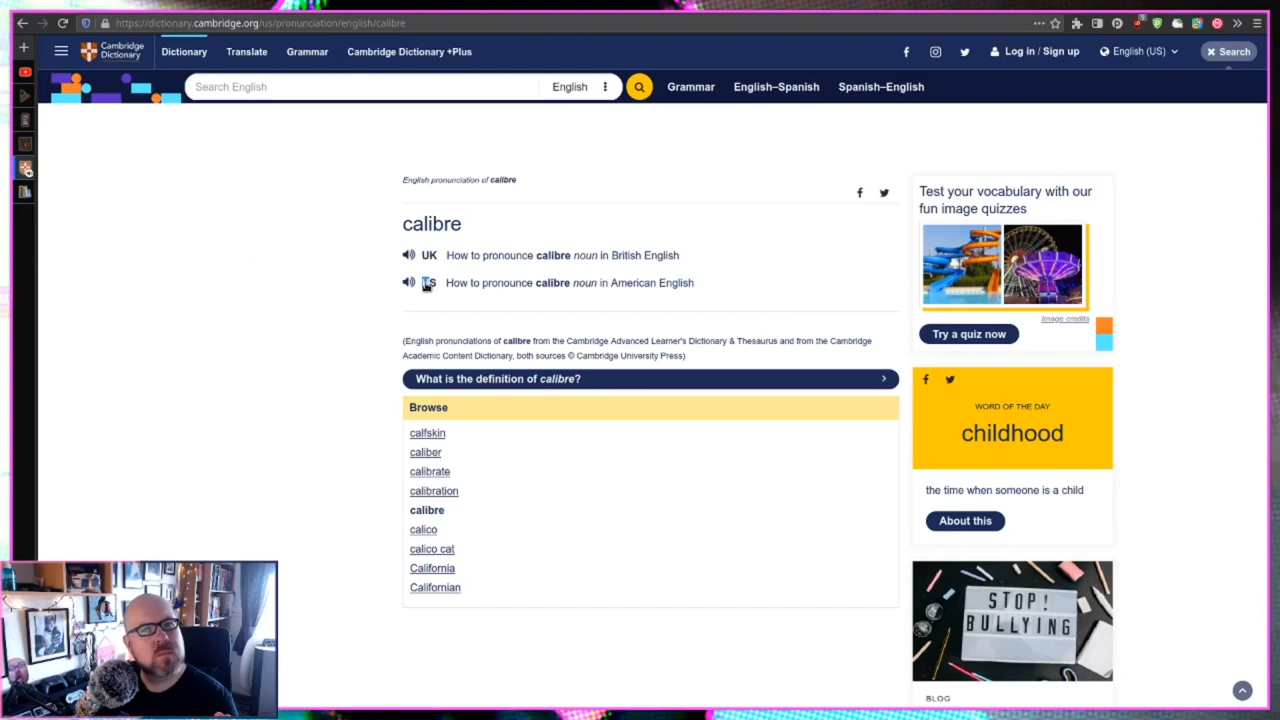 https://dictionary.cambridge.org/us/pronunciation/english/calibre
Cambridge Dictionary
Dictionary
Translate
Grammar
Cambridge Dictionary +Plus
Log in / Sign up
English (US)
Search
Search English
English
Grammar
English–Spanish
Spanish–English
English pronunciation of calibre
calibre
UK How to pronounce calibre noun in British English
US How to pronounce calibre noun in American English
(English pronunciations of calibre from the Cambridge Advanced Learner's Dictionary & Thesaurus and from the Cambridge
Academic Content Dictionary, both sources © Cambridge University Press)
What is the definition of calibre?
Browse
calfskin
caliber
calibrate
calibration
calibre
calico
calico cat
California
Californian
Test your vocabulary with our
fun image quizzes
Image credits
Try a quiz now
WORD OF THE DAY
childhood
the time when someone is a child
About this
STOP!
BULLYING
BLOG